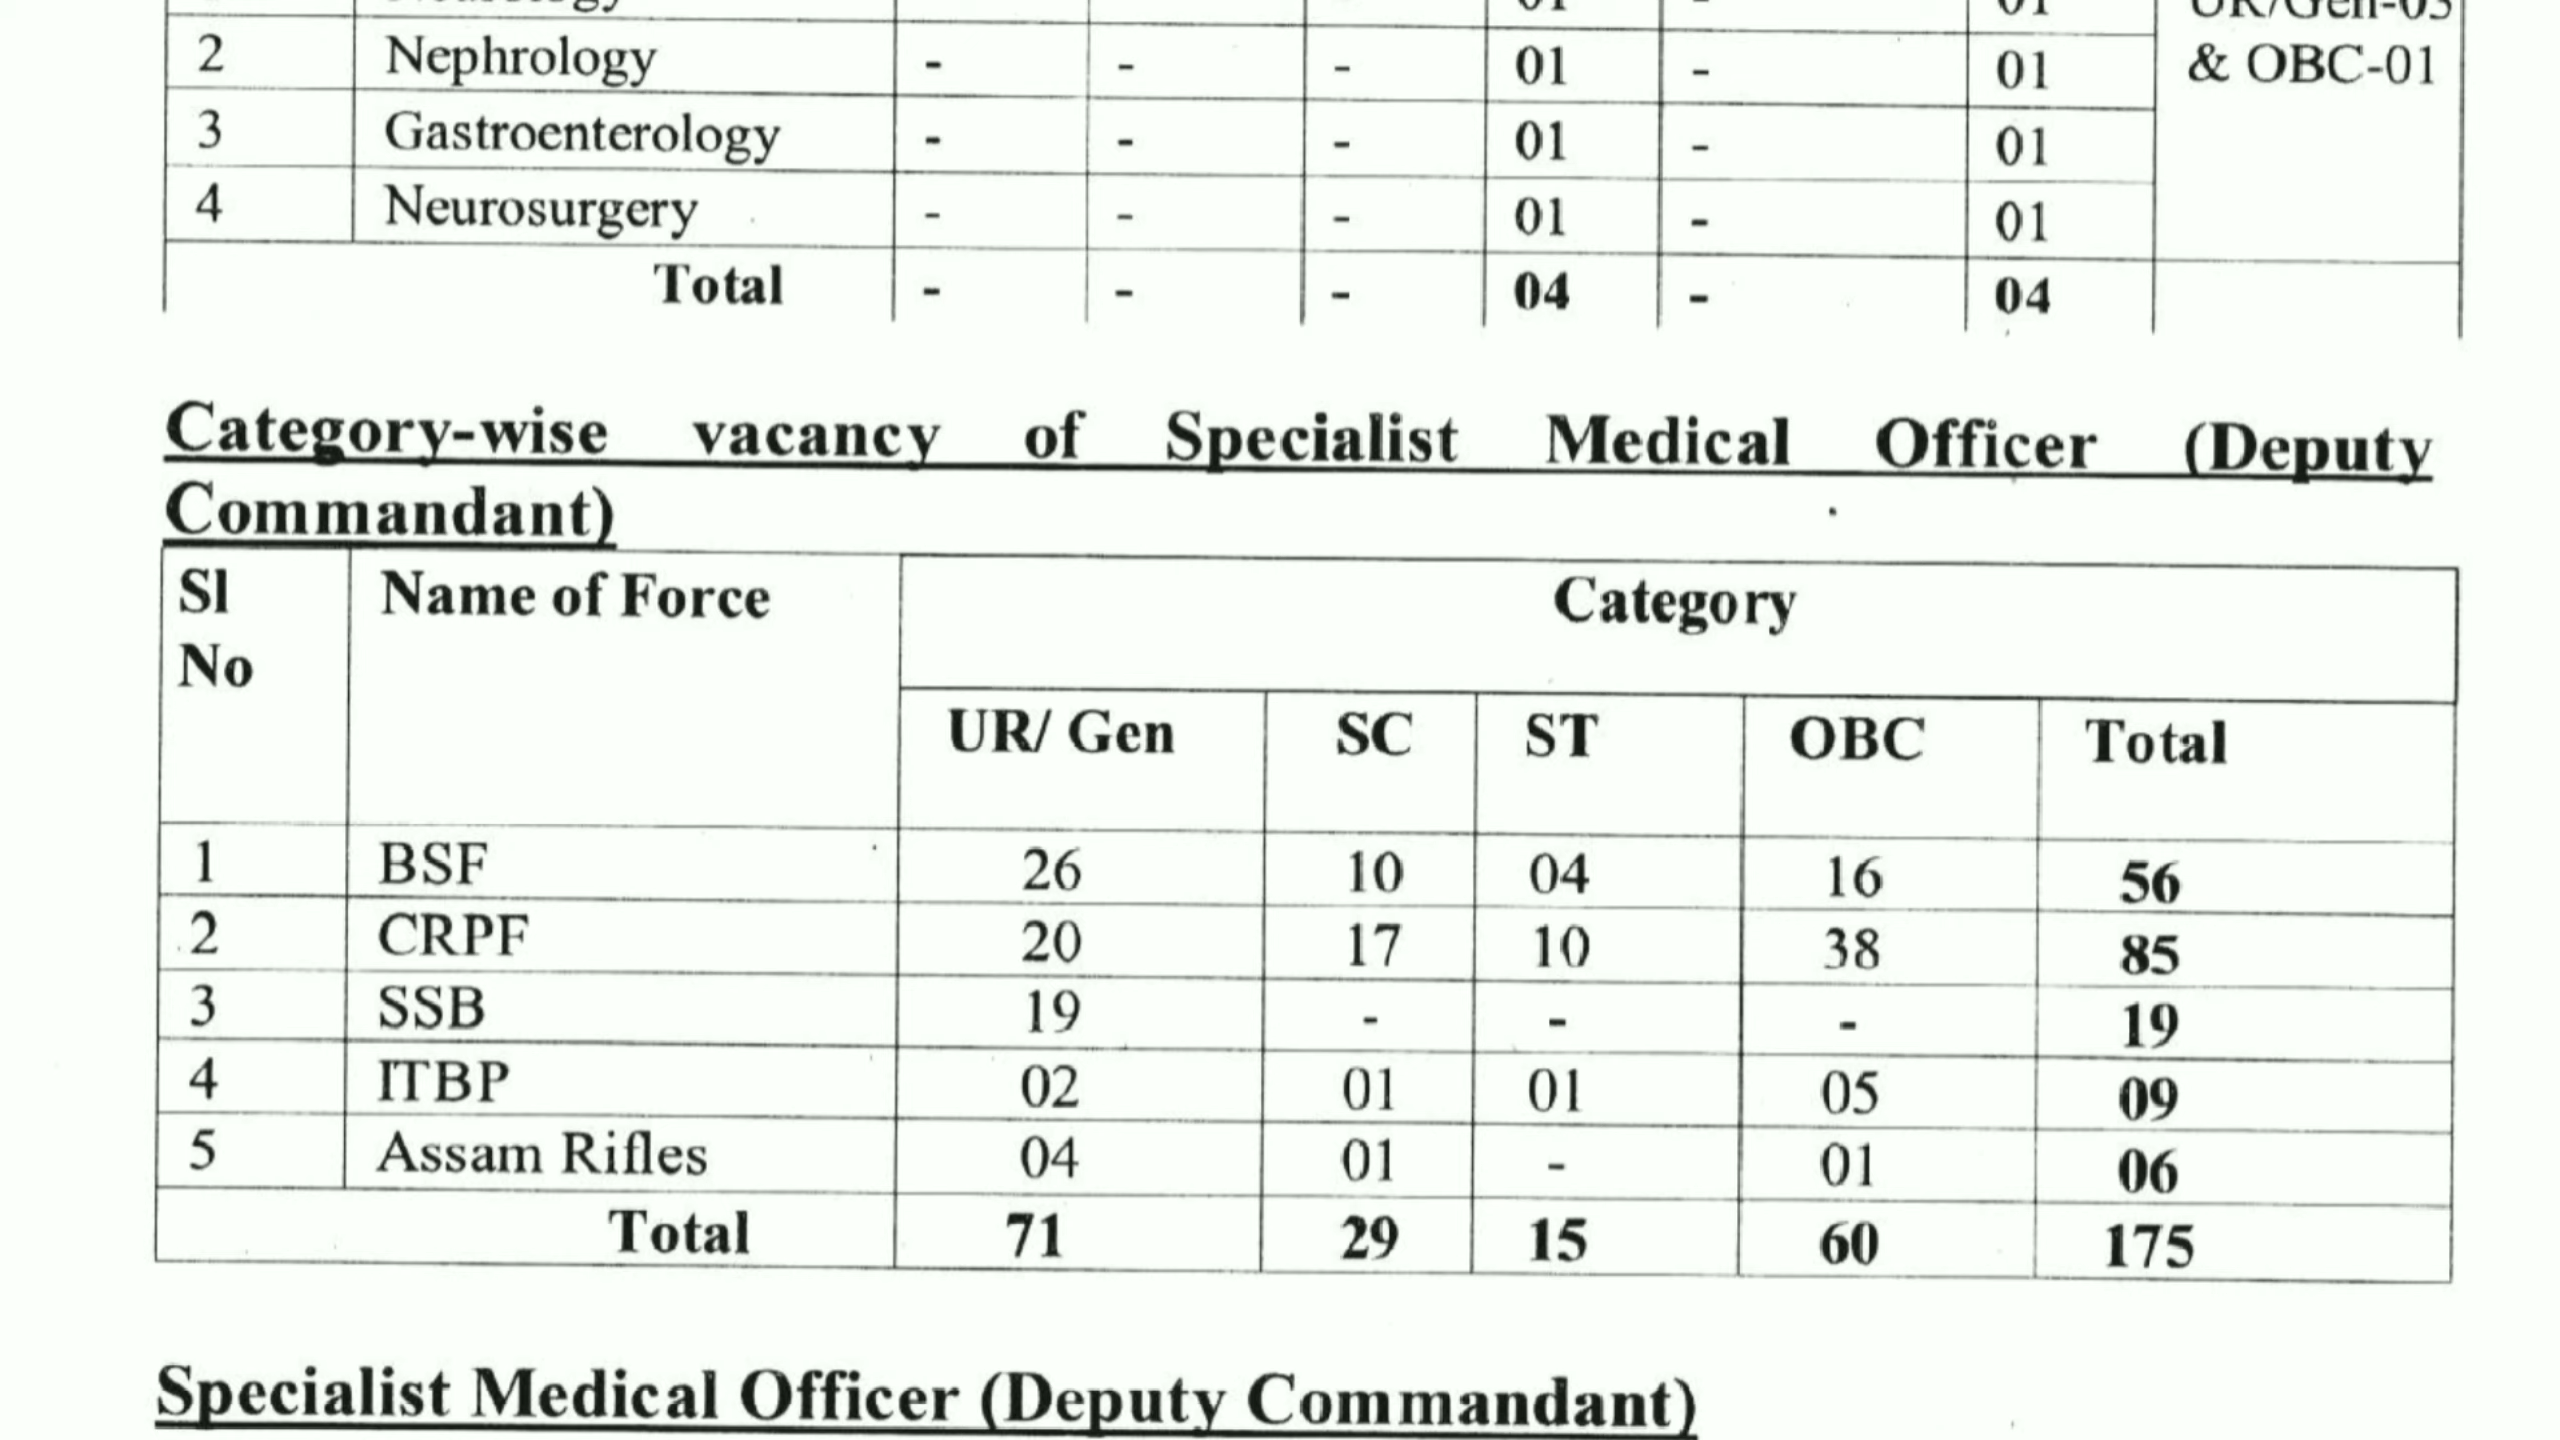 UR/Gen-03
2 Nephrology - - - 01 - 01 & OBC-01
3 Gastroenterology - - - 01 - 01
4 Neurosurgery - - - 01 - 01
Total - - - 04 - 04
Category-wise vacancy of Specialist Medical Officer (Deputy
Commandant)
Sl No Name of Force Category
UR/ Gen SC ST OBC Total
1 BSF 26 10 04 16 56
2 CRPF 20 17 10 38 85
3 SSB 19 - - - 19
4 ITBP 02 01 01 05 09
5 Assam Rifles 04 01 - 01 06
Total 71 29 15 60 175
Specialist Medical Officer (Deputy Commandant)